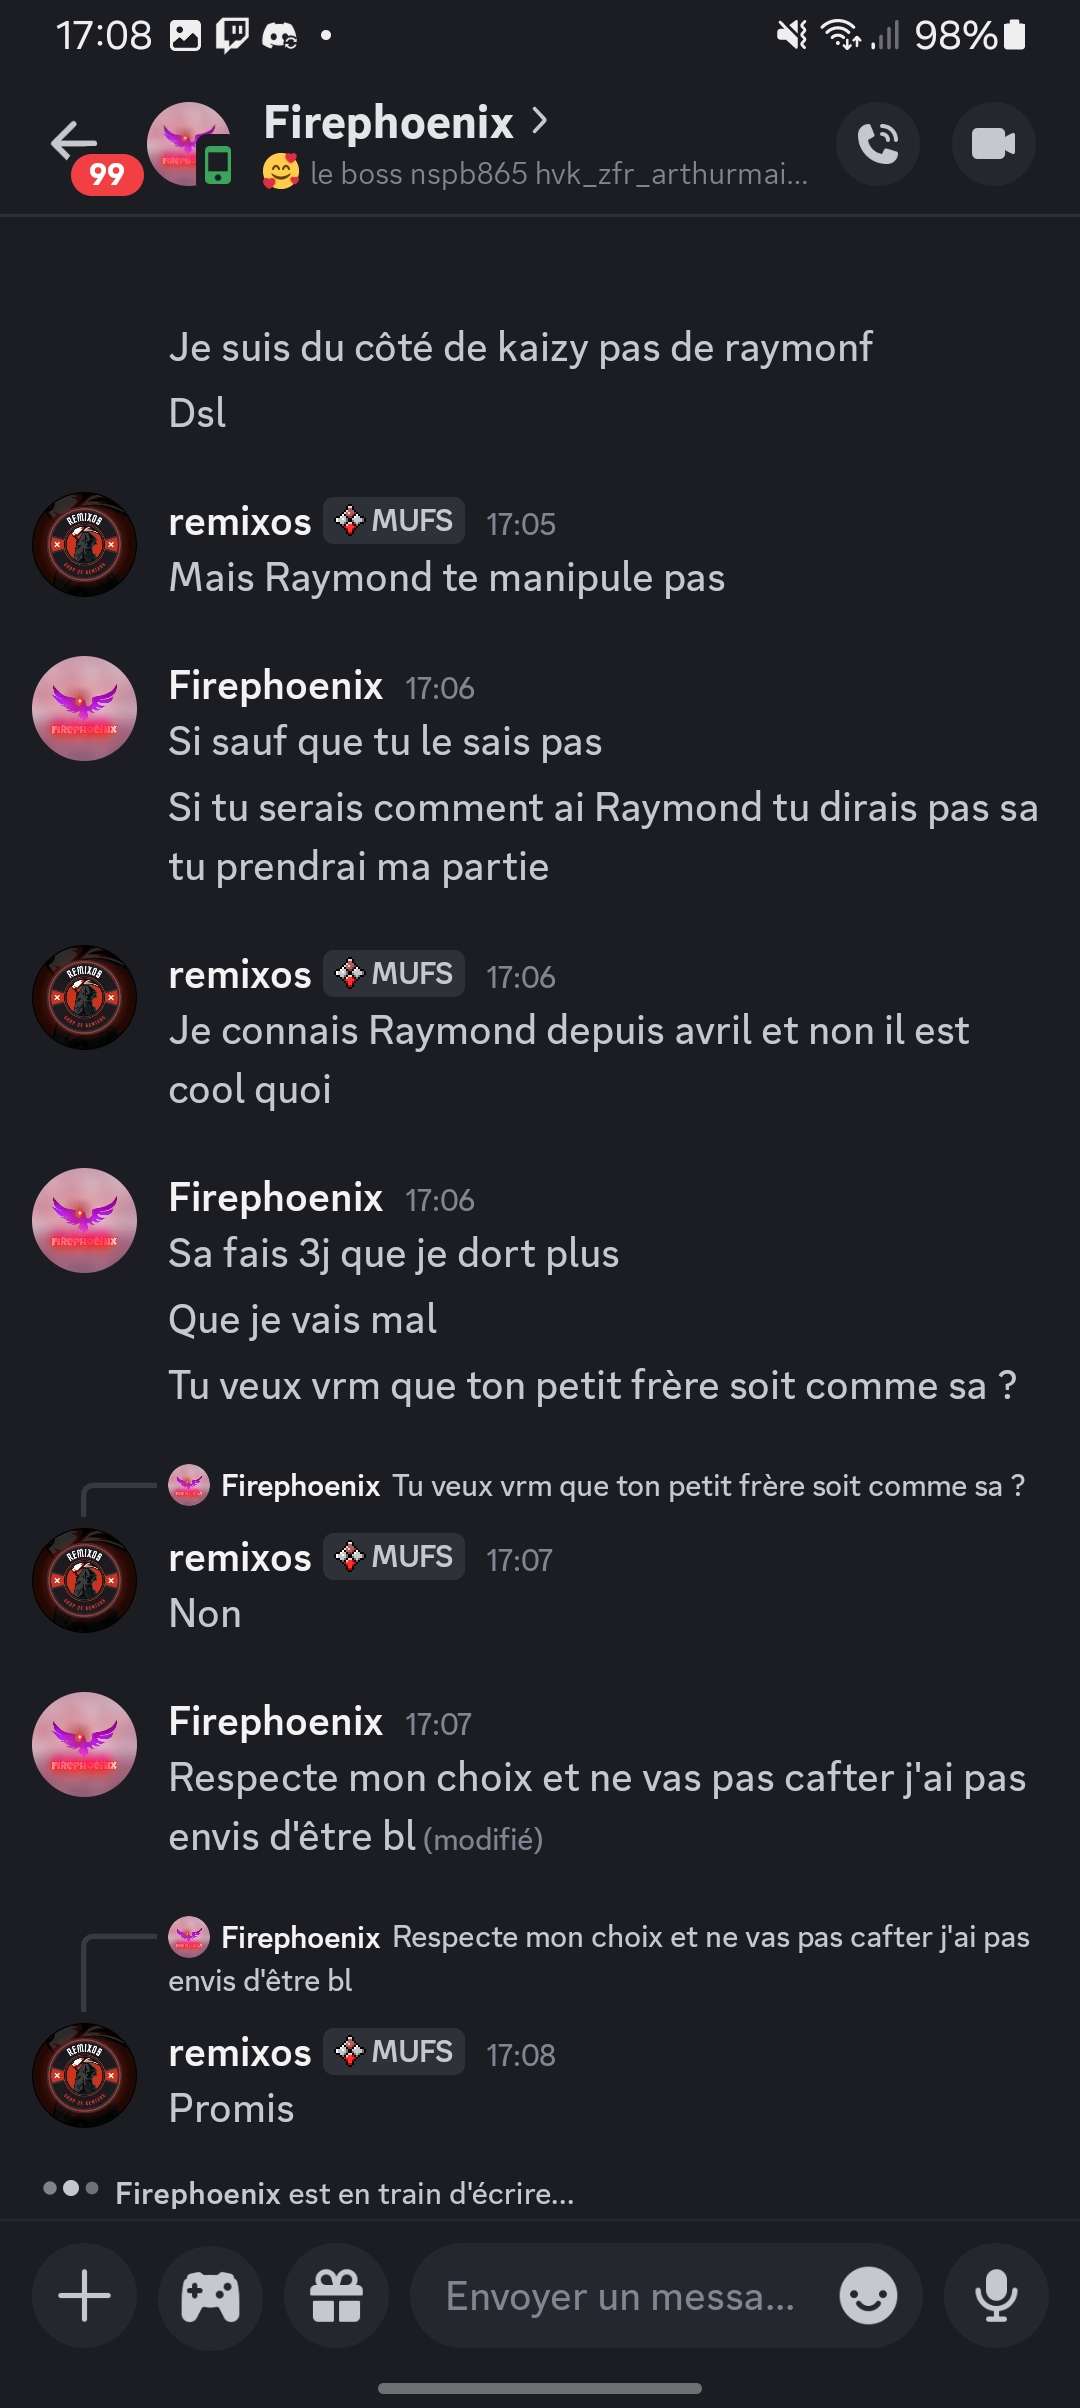 17:08 98%
Firephoenix
99
🥰 le boss nspb865 hvk_zfr_arthurmai...
Je suis du côté de kaizy pas de raymonf
Dsl
remixos MUFS 17:05
Mais Raymond te manipule pas
Firephoenix 17:06
Si sauf que tu le sais pas
Si tu serais comment ai Raymond tu dirais pas sa
tu prendrai ma partie
remixos MUFS 17:06
Je connais Raymond depuis avril et non il est
cool quoi
Firephoenix 17:06
Sa fais 3j que je dort plus
Que je vais mal
Tu veux vrm que ton petit frère soit comme sa ?
Firephoenix Tu veux vrm que ton petit frère soit comme sa ?
remixos MUFS 17:07
Non
Firephoenix 17:07
Respecte mon choix et ne vas pas cafter j'ai pas
envis d'être bl (modifié)
Firephoenix Respecte mon choix et ne vas pas cafter j'ai pas
envis d'être bl
remixos MUFS 17:08
Promis
Firephoenix est en train d'écrire...
Envoyer un messa...